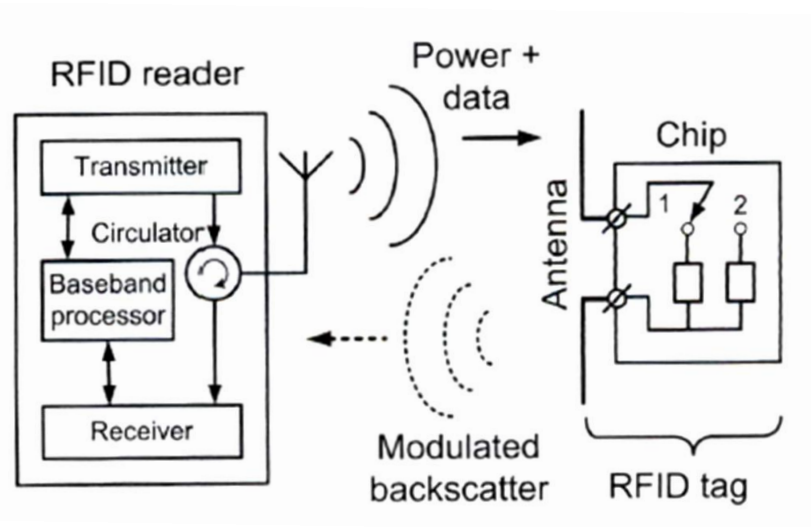 RFID reader
Power +
data
Transmitter
Chip
Circulator
1
2
Antenna
Baseband
processor
Receiver
Modulated
backscatter
RFID tag